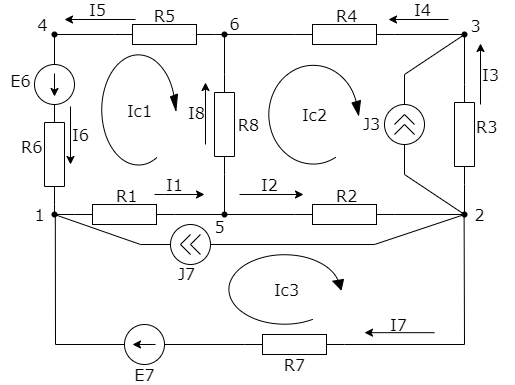 4 I5 R5 6 R4 I4 3
E6 Ic1 I8 R8 Ic2 J3 I3
R6 I6 R3
1 R1 I1 5 I2 R2 2
J7
Ic3
E7 R7 I7